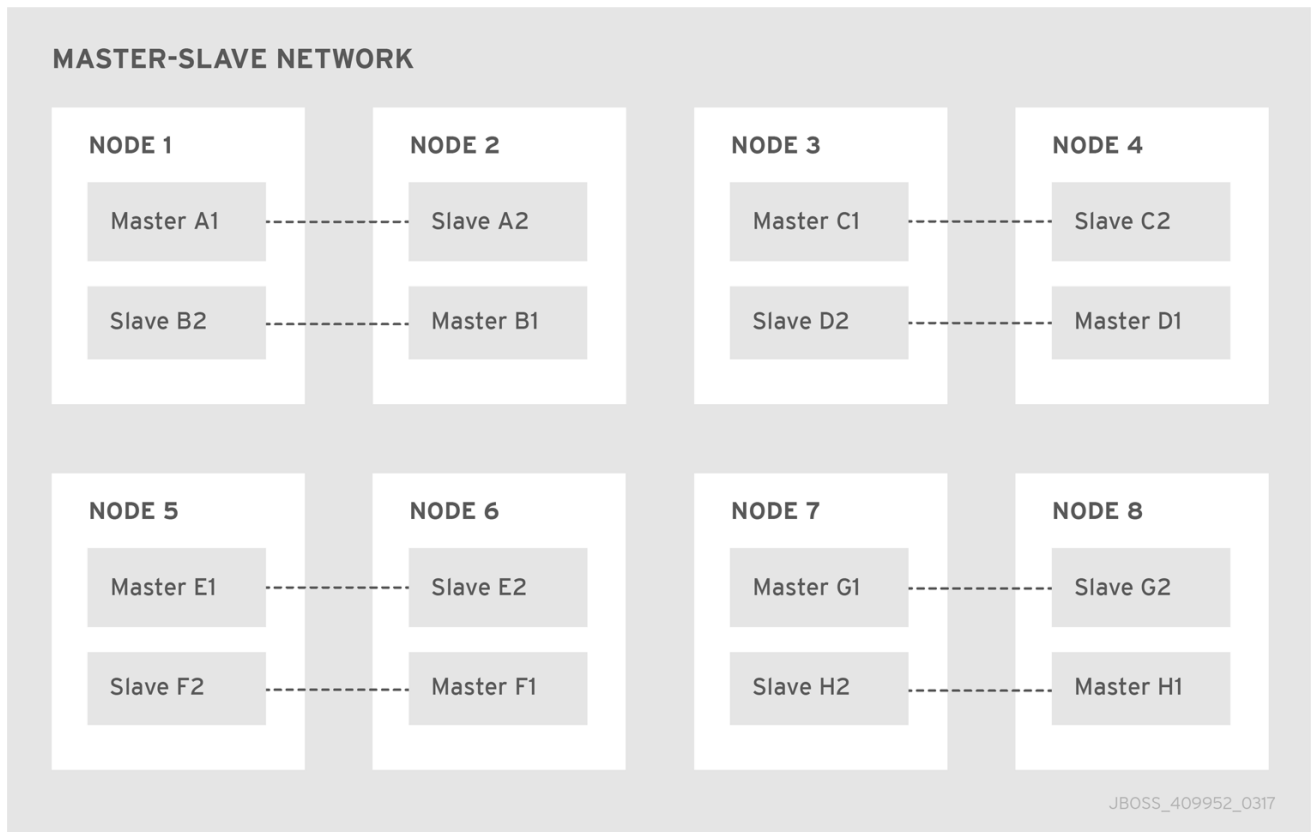 MASTER-SLAVE NETWORK
NODE 1
Master A1
Slave B2
NODE 2
Slave A2
Master B1
NODE 3
Master C1
Slave D2
NODE 4
Slave C2
Master D1
NODE 5
Master E1
Slave F2
NODE 6
Slave E2
Master F1
NODE 7
Master G1
Slave H2
NODE 8
Slave G2
Master H1
JBOSS_409952_0317